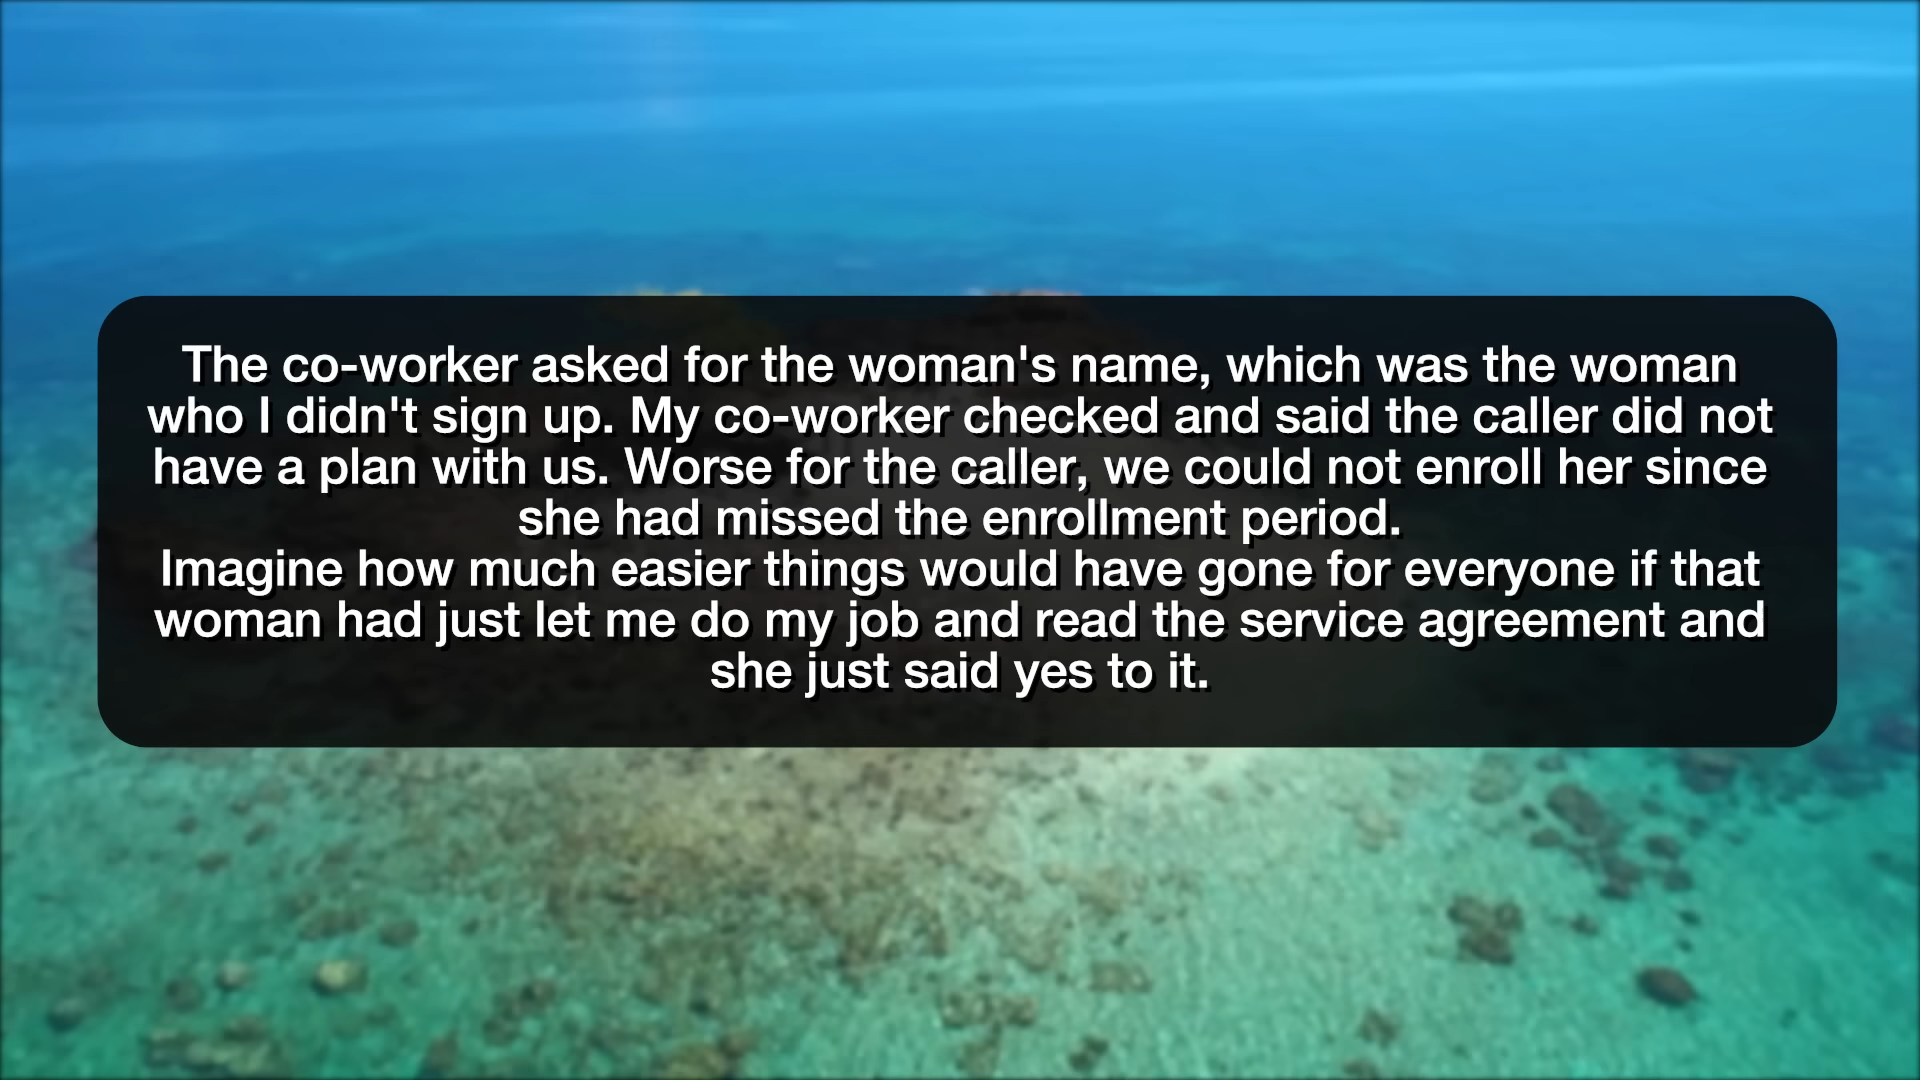 The co-worker asked for the woman's name, which was the woman
who I didn't sign up. My co-worker checked and said the caller did not
have a plan with us. Worse for the caller, we could not enroll her since
she had missed the enrollment period.
Imagine how much easier things would have gone for everyone if that
woman had just let me do my job and read the service agreement and
she just said yes to it.